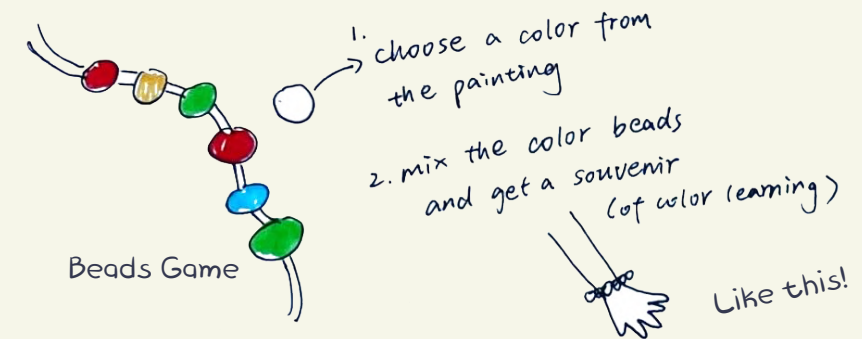 1.
choose a color from
the painting
2. mix the color beads
and get a souvenir
(of color learning)
Beads Game
Like this!